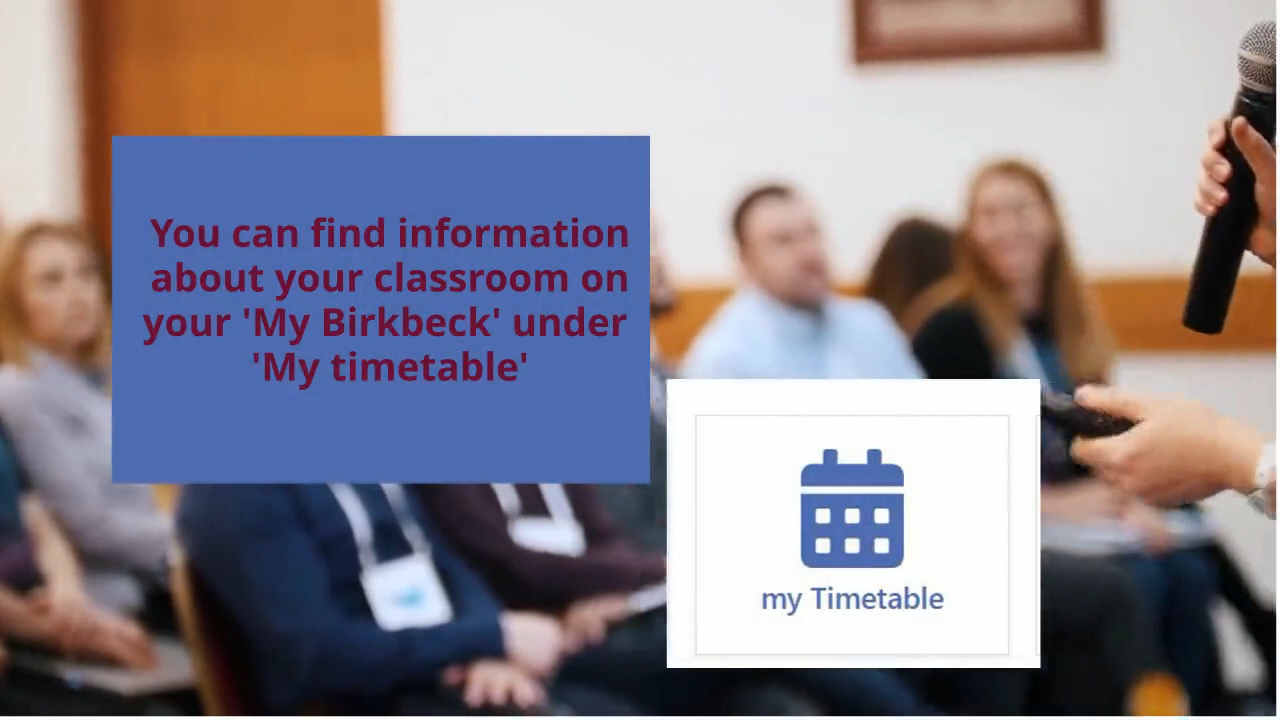 You can find information
about your classroom on
your 'My Birkbeck' under
'My timetable'
my Timetable